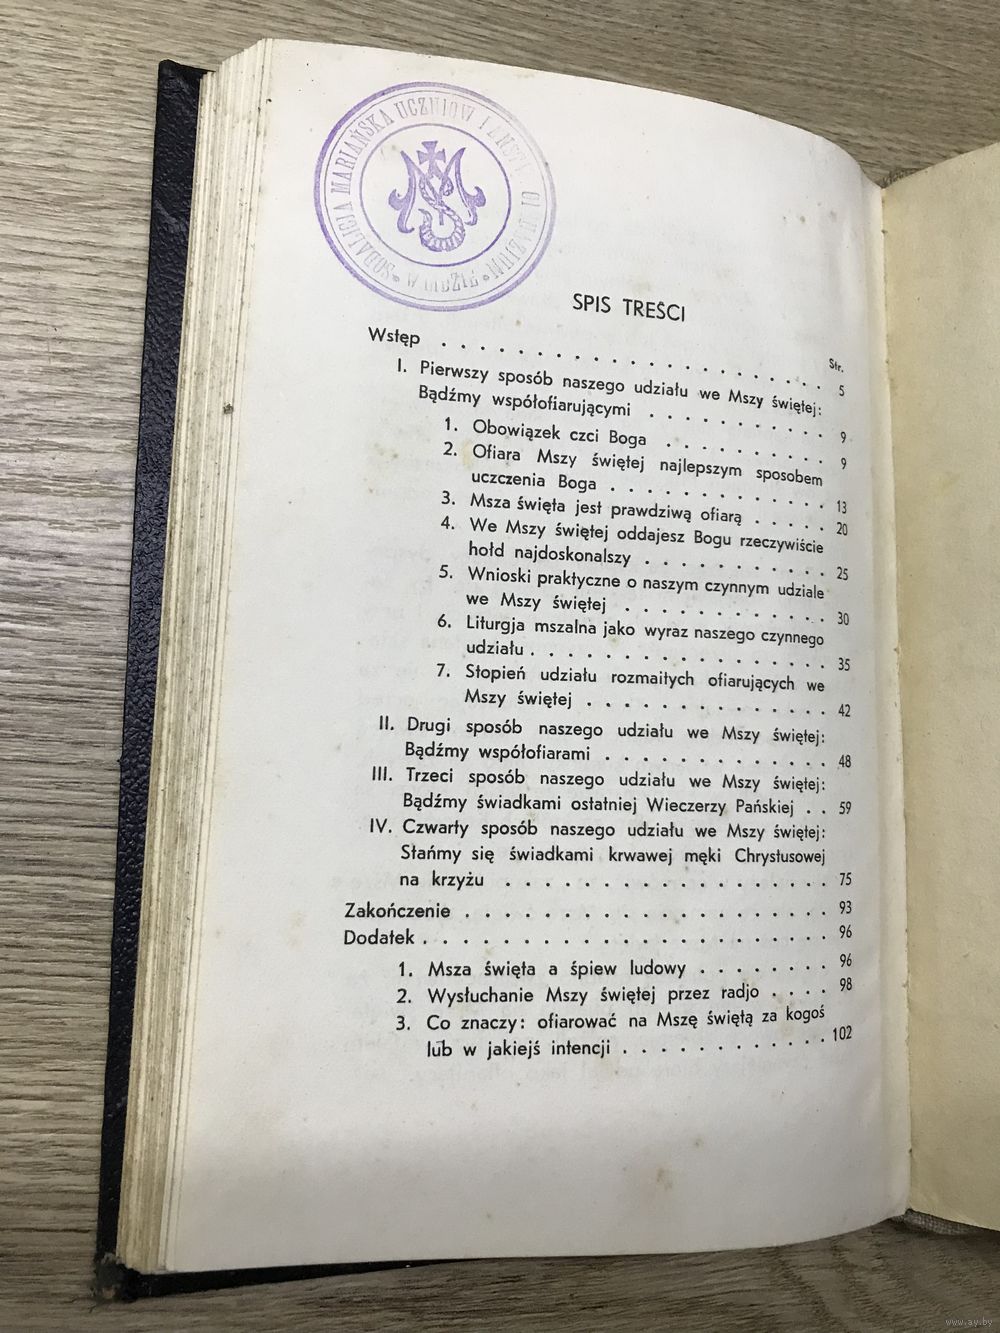 SODALICJA MARIAŃSKA UCZNIÓW I
W LIDZIE
SPIS TREŚCI
Str.
Wstęp . . . . . . . . . . . . . . . . . 5
I. Pierwszy sposób naszego udziału we Mszy świętej:
Bądźmy współofiarującymi . . . . . . . . . 9
1. Obowiązek czci Boga . . . . . . . . . 9
2. Ofiara Mszy świętej najlepszym sposobem
uczczenia Boga . . . . . . . . . . . . 13
3. Msza święta jest prawdziwą ofiarą . . . . . 20
4. We Mszy świętej oddajesz Bogu rzeczywiście
hołd najdoskonalszy . . . . . . . . . . 25
5. Wnioski praktyczne o naszym czynnym udziale
we Mszy świętej . . . . . . . . . . . 30
6. Liturgja mszalna jako wyraz naszego czynnego
udziału . . . . . . . . . . . . . . . . 35
7. Stopień udziału rozmaitych ofiarujących we
Mszy świętej . . . . . . . . . . . . . 42
II. Drugi sposób naszego udziału we Mszy świętej:
Bądźmy współofiarami . . . . . . . . . . . 48
III. Trzeci sposób naszego udziału we Mszy świętej:
Bądźmy świadkami ostatniej Wieczerzy Pańskiej . . 59
IV. Czwarty sposób naszego udziału we Mszy świętej:
Stańmy się świadkami krwawej męki Chrystusowej
na krzyżu . . . . . . . . . . . . . . . . . 75
Zakończenie . . . . . . . . . . . . . . . . . . 93
Dodatek . . . . . . . . . . . . . . . . . . . . 96
1. Msza święta a śpiew ludowy . . . . . . . . 96
2. Wysłuchanie Mszy świętej przez radjo . . . . 98
3. Co znaczy: ofiarować na Mszę świętą za kogoś
lub w jakiejś intencji . . . . . . . . . . . . 102
www.ay.by